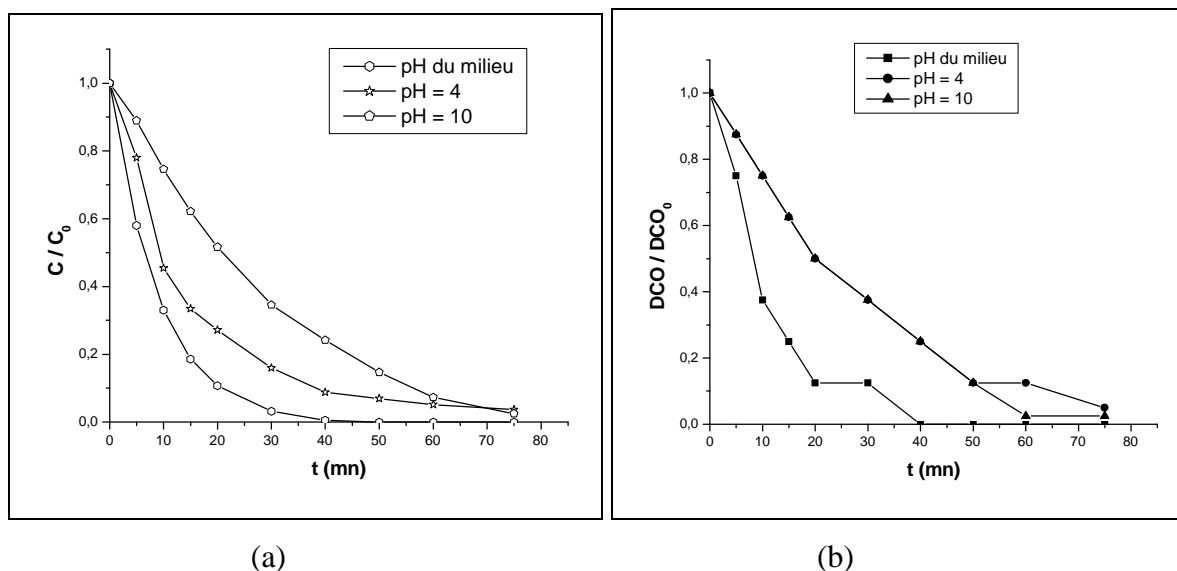 pH du milieu
pH = 4
pH = 10
1,0
0,8
0,6
0,4
0,2
0,0
C / C0
0 10 20 30 40 50 60 70 80
t (mn)
(a)
pH du milieu
pH = 4
pH = 10
1,0
0,8
0,6
0,4
0,2
0,0
DCO / DCO0
0 10 20 30 40 50 60 70 80
t (mn)
(b)